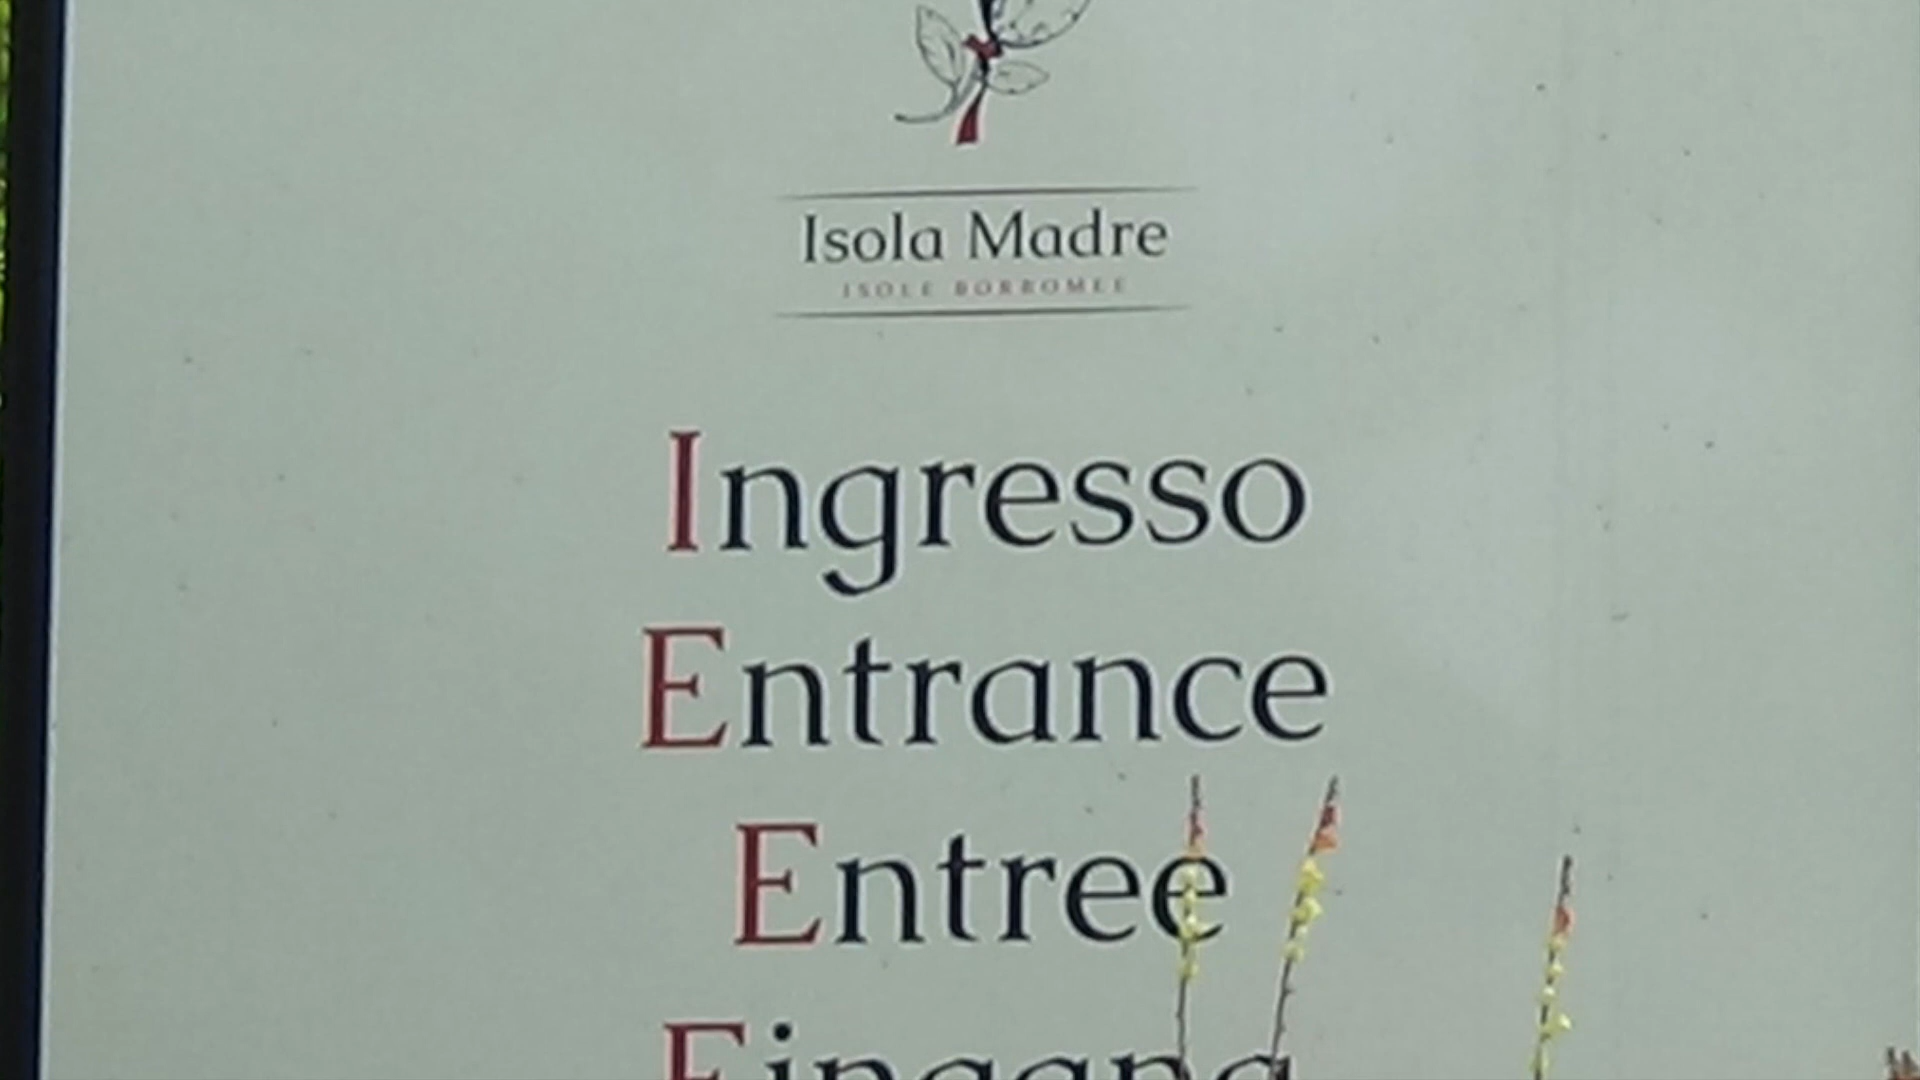 Isola Madre
ISOLE BORROMEE
Ingresso
Entrance
Entree
Eingang